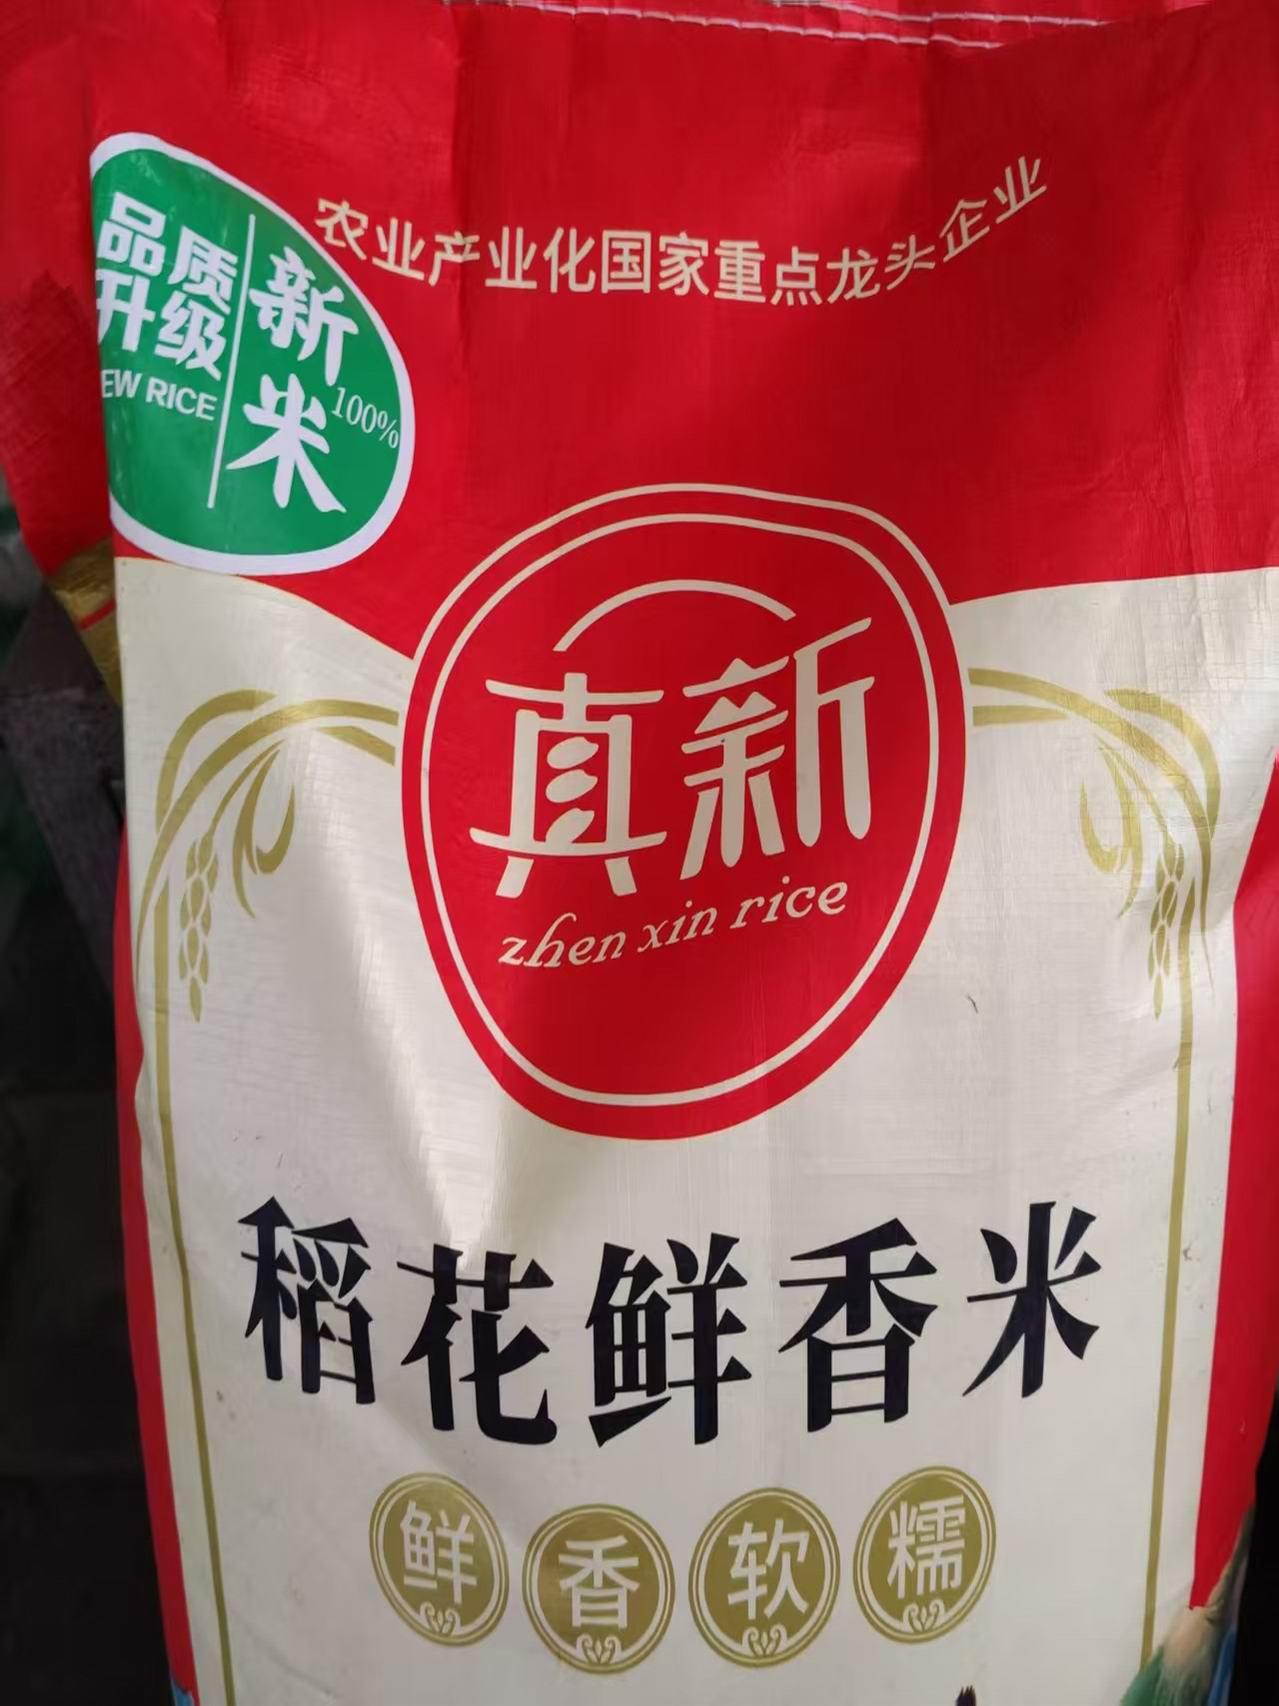 农业产业化国家重点龙头企业
品质
升级
EW RICE
新米
100%
真新
zhen xin rice
稻花鲜香米
鲜 香 软 糯